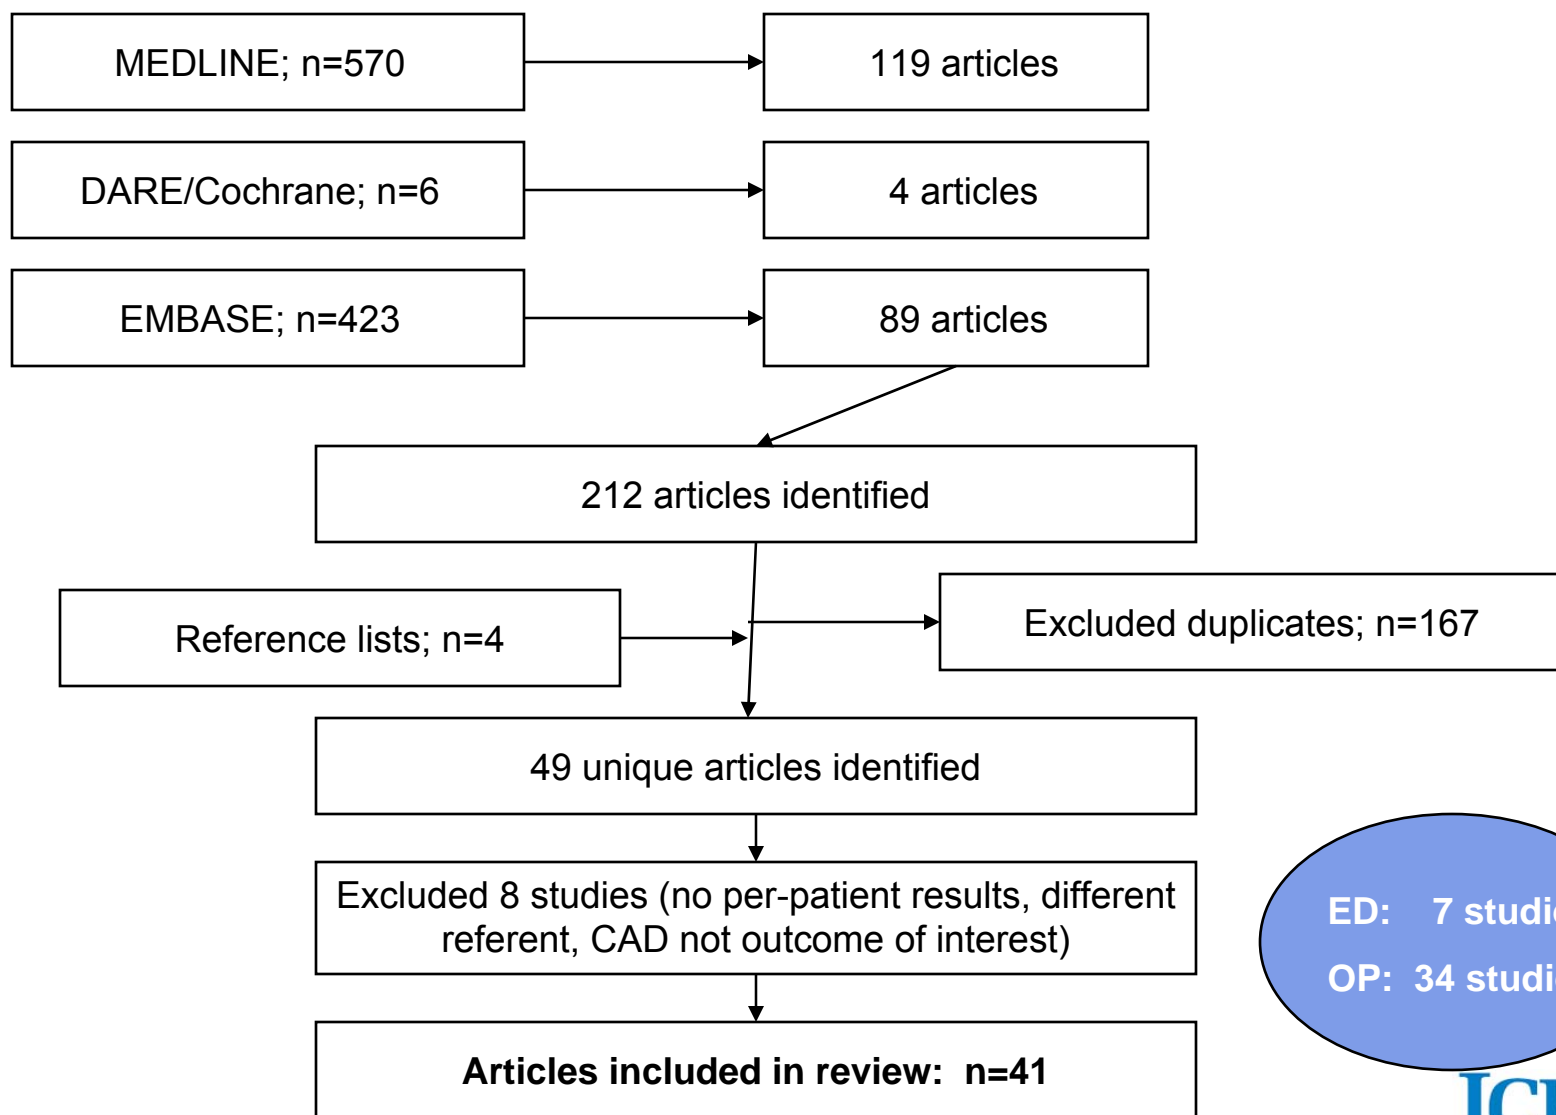 MEDLINE; n=570
119 articles
DARE/Cochrane; n=6
4 articles
EMBASE; n=423
89 articles
212 articles identified
Reference lists; n=4
Excluded duplicates; n=167
49 unique articles identified
Excluded 8 studies (no per-patient results, different
referent, CAD not outcome of interest)
ED: 7
OP: 34
Articles included in review: n=41